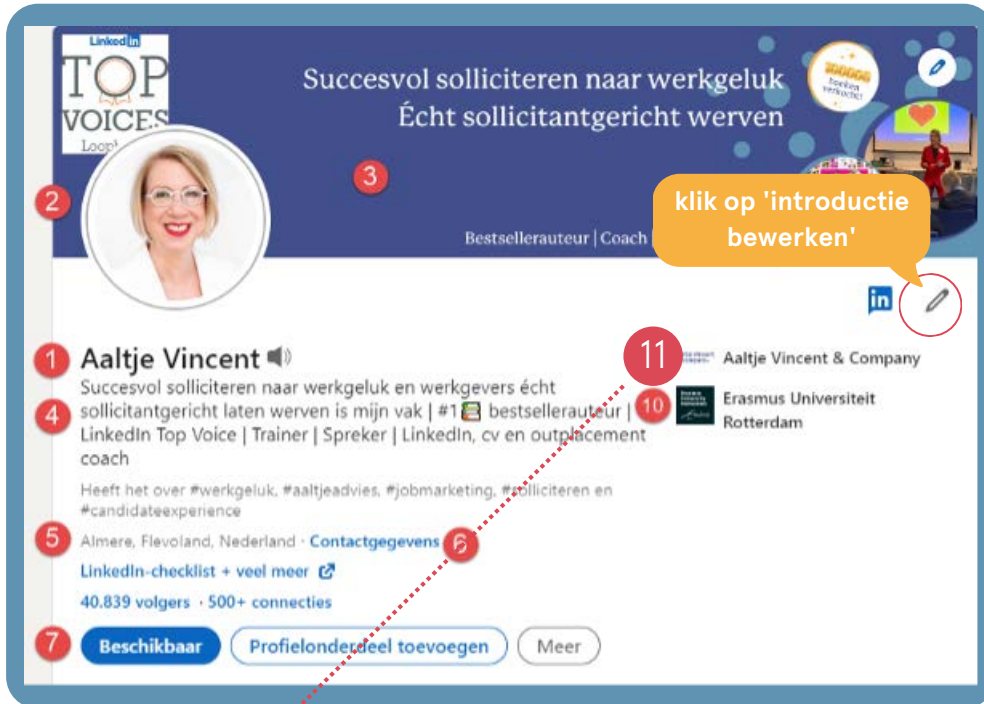 Linked in
TOP
VOICES
Succesvol solliciteren naar werkgeluk
Écht sollicitantgericht werven
100.000
boeken
verkocht!
2
3
Bestsellerauteur | Coach |
klik op 'introductie
bewerken'
in
1
Aaltje Vincent
11
Aaltje Vincent & Company
Succesvol solliciteren naar werkgeluk en werkgevers écht
4
sollicitantgericht laten werven is mijn vak | #1 bestsellerauteur |
LinkedIn Top Voice | Trainer | Spreker | LinkedIn, cv en outplacement
coach
10
Erasmus Universiteit
Rotterdam
Heeft het over #werkgeluk, #aaltjeadvies, #jobmarketing, #solliciteren en
#candidateexperience
5
Almere, Flevoland, Nederland · Contactgegevens
6
LinkedIn-checklist + veel meer
40.839 volgers · 500+ connecties
7
Beschikbaar
Profielonderdeel toevoegen
Meer